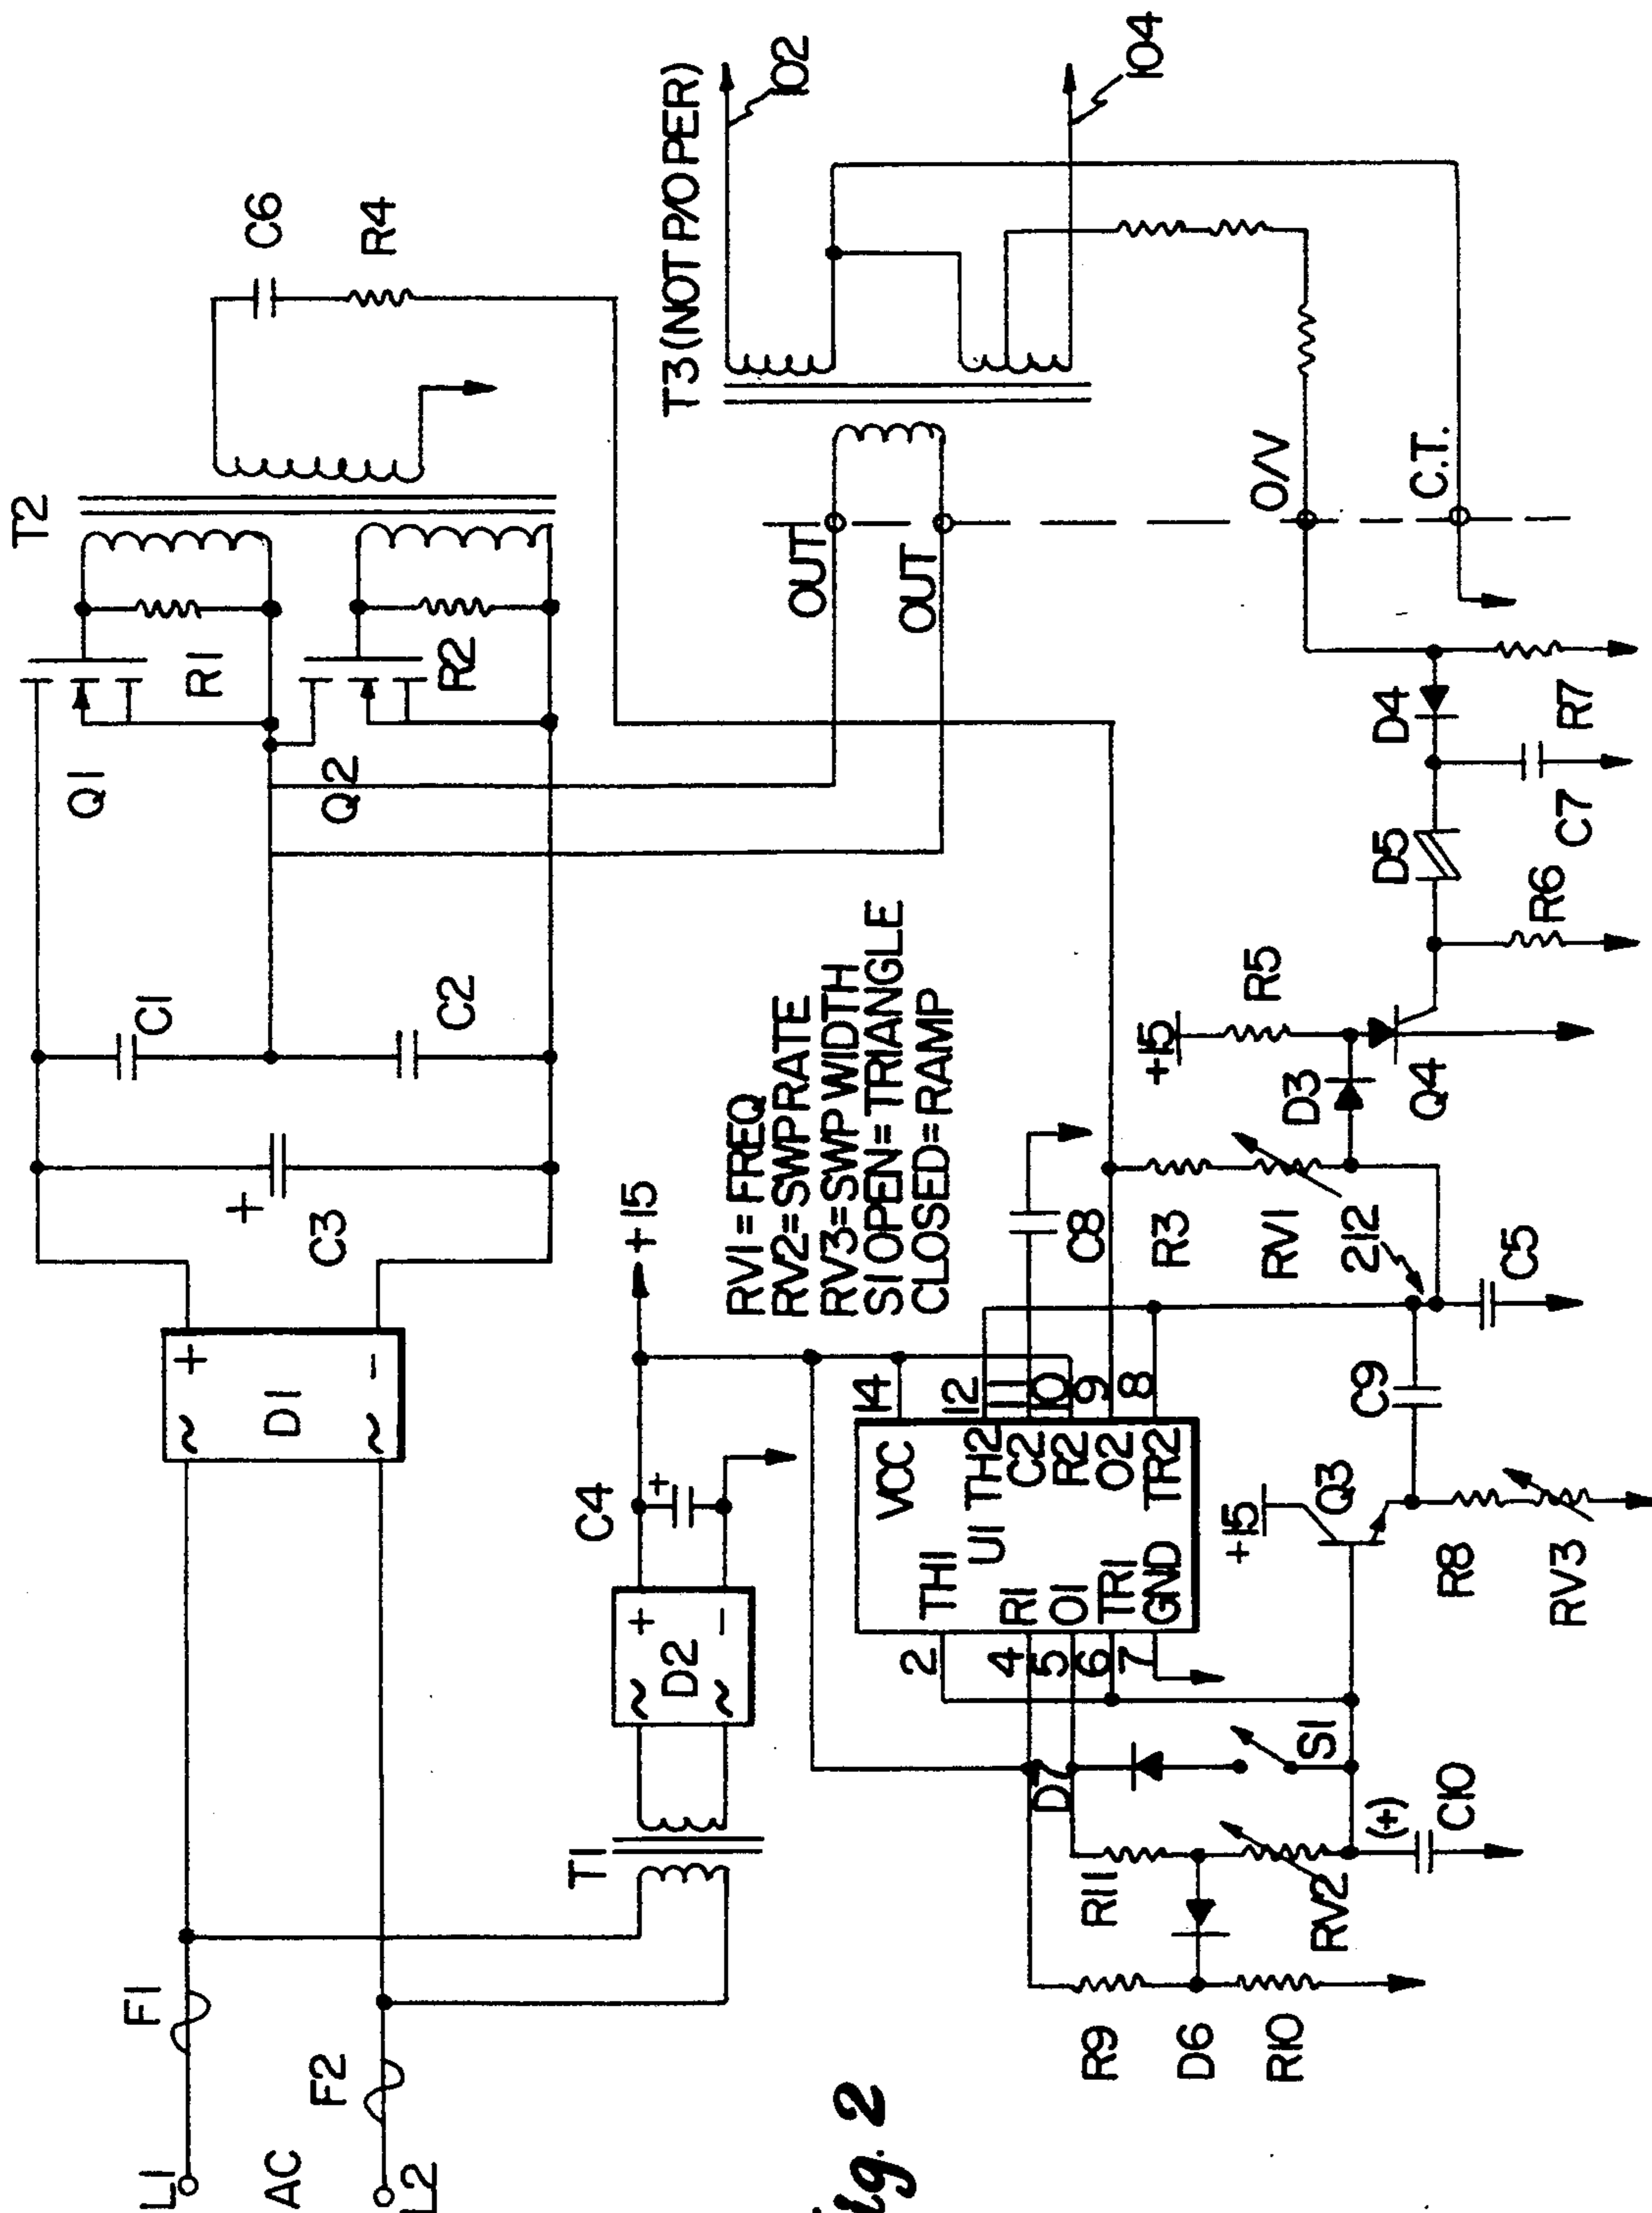 T2
C6
R4
T3 (NOT P/O PER)
102
104
Q1
R1
Q2
R2
C1
C2
C3
+
OUT
OUT
O/V
C.T.
D4
R7
C7
D5
R6
R5
+15
D3
Q4
RV1=FREQ
RV2=SWP RATE
RV3=SWP WIDTH
S1 OPEN=TRIANGLE
CLOSED=RAMP
+15
C8
R3
RV1
212
C5
C9
+
~
D1
~
-
C4
+
+
~
D2
~
-
T1
14
12
11
10
9
8
VCC
TH2
C2
R2
O2
TR2
U1
TH1
R1
O1
TR1
GND
2
4
5
6
7
+15
Q3
R8
RV3
D7
S1
(+)
C10
R11
RV2
R9
D6
R10
F1
F2
L1
AC
L2
Fig. 2